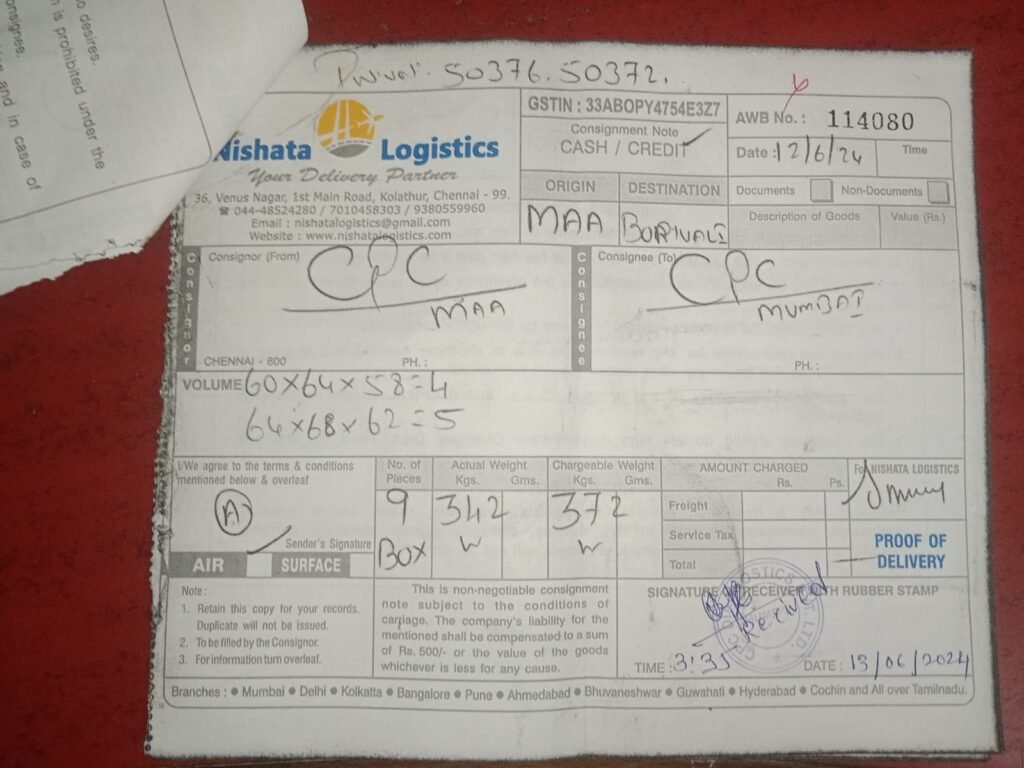 o desires.
n is prohibited under the
onsignee.
and in case of
50376. 50372.
Nishata Logistics
Your Delivery Partner
36, Venus Nagar, 1st Main Road, Kolathur, Chennai - 99.
☎ 044-48524280 / 7010458303 / 9380559960
Email : nishatalogistics@gmail.com
Website : www.nishatalogistics.com
GSTIN : 33ABOPY4754E3Z7
Consignment Note
CASH / CREDIT
AWB No. : 114080
Date : 12/6/24 Time
ORIGIN DESTINATION
MAA BORIVALI
Documents Non-Documents
Description of Goods Value (Rs.)
Consignor
Consignor (From) CPC
MAA
CHENNAI - 600 PH. :
Consignee
Consignee (To) CPC
MUMBAI
PH. :
VOLUME 60x64x58=4
64x68x62=5
I/We agree to the terms & conditions
mentioned below & overleaf
A
Sender's Signature
AIR SURFACE
No. of Pieces Actual Weight Kgs. Gms. Chargeable Weight Kgs. Gms.
9 342 372
BOX W W
AMOUNT CHARGED
Rs. Ps.
Freight
Service Tax
Total
For NISHATA LOGISTICS
PROOF OF
DELIVERY
Note :
1. Retain this copy for your records.
Duplicate will not be issued.
2. To be filled by the Consignor.
3. For information turn overleaf.
This is non-negotiable consignment
note subject to the conditions of
carriage. The company's liability for
the mentioned shall be compensated to a sum
of Rs. 500/- or the value of the goods
whichever is less for any cause.
SIGNATURE OF RECEIVER WITH RUBBER STAMP
Recived
TIME : 3:35 DATE : 13/06/2024
Branches : ● Mumbai ● Delhi ● Kolkatta ● Bangalore ● Pune ● Ahmedabad ● Bhuvaneshwar ● Guwahati ● Hyderabad ● Cochin and All over Tamilnadu.